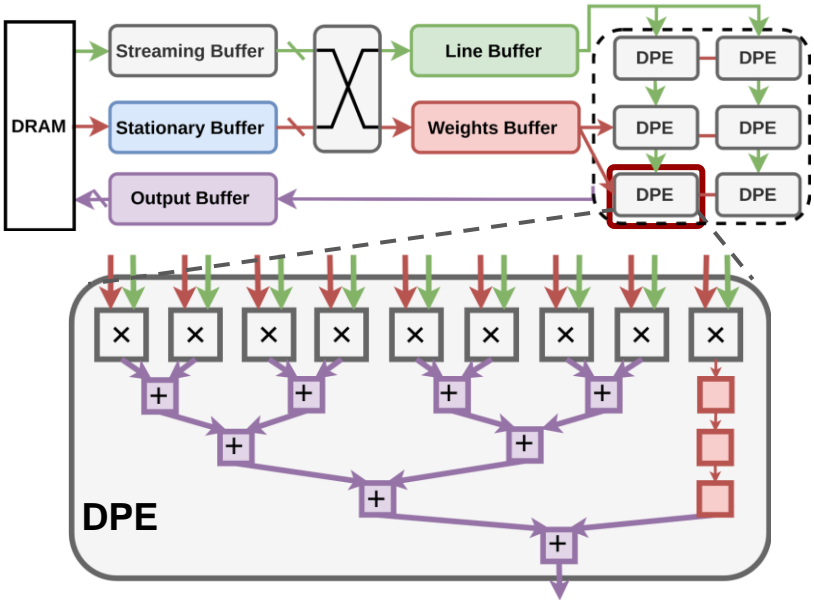 Streaming Buffer
Line Buffer
DPE DPE
DRAM
Stationary Buffer
Weights Buffer
DPE DPE
Output Buffer
DPE DPE
× × × × × × × × ×
+ + + +
+ +
+
DPE
+